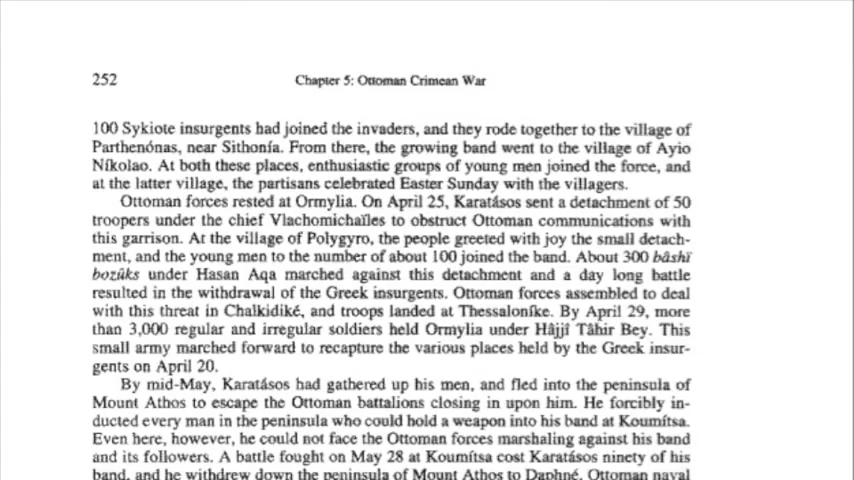 252
Chapter 5: Ottoman Crimean War
100 Sykiote insurgents had joined the invaders, and they rode together to the village of
Parthenónas, near Sithonía. From there, the growing band went to the village of Ayio
Níkolao. At both these places, enthusiastic groups of young men joined the force, and
at the latter village, the partisans celebrated Easter Sunday with the villagers.
Ottoman forces rested at Ormylia. On April 25, Karatásos sent a detachment of 50
troopers under the chief Vlachomichaïles to obstruct Ottoman communications with
this garrison. At the village of Polygyro, the people greeted with joy the small detach-
ment, and the young men to the number of about 100 joined the band. About 300 bâshï
bozûks under Hasan Aqa marched against this detachment and a day long battle
resulted in the withdrawal of the Greek insurgents. Ottoman forces assembled to deal
with this threat in Chalkidiké, and troops landed at Thessaloníke. By April 29, more
than 3,000 regular and irregular soldiers held Ormylia under Hâjjî Tâhir Bey. This
small army marched forward to recapture the various places held by the Greek insur-
gents on April 20.
By mid-May, Karatásos had gathered up his men, and fled into the peninsula of
Mount Athos to escape the Ottoman battalions closing in upon him. He forcibly in-
ducted every man in the peninsula who could hold a weapon into his band at Koumítsa.
Even here, however, he could not face the Ottoman forces marshaling against his band
and its followers. A battle fought on May 28 at Koumítsa cost Karatásos ninety of his
band, and he withdrew down the peninsula of Mount Athos to Daphné. Ottoman naval